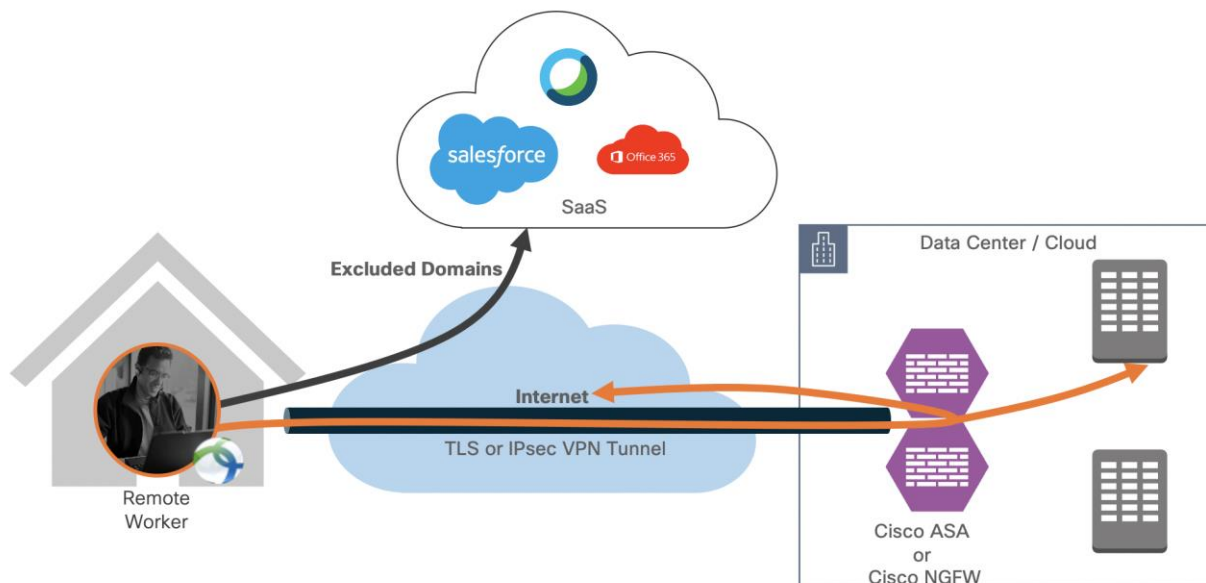 salesforce
Office 365
SaaS
Excluded Domains
Data Center / Cloud
Internet
TLS or IPsec VPN Tunnel
Remote
Worker
Cisco ASA
or
Cisco NGFW